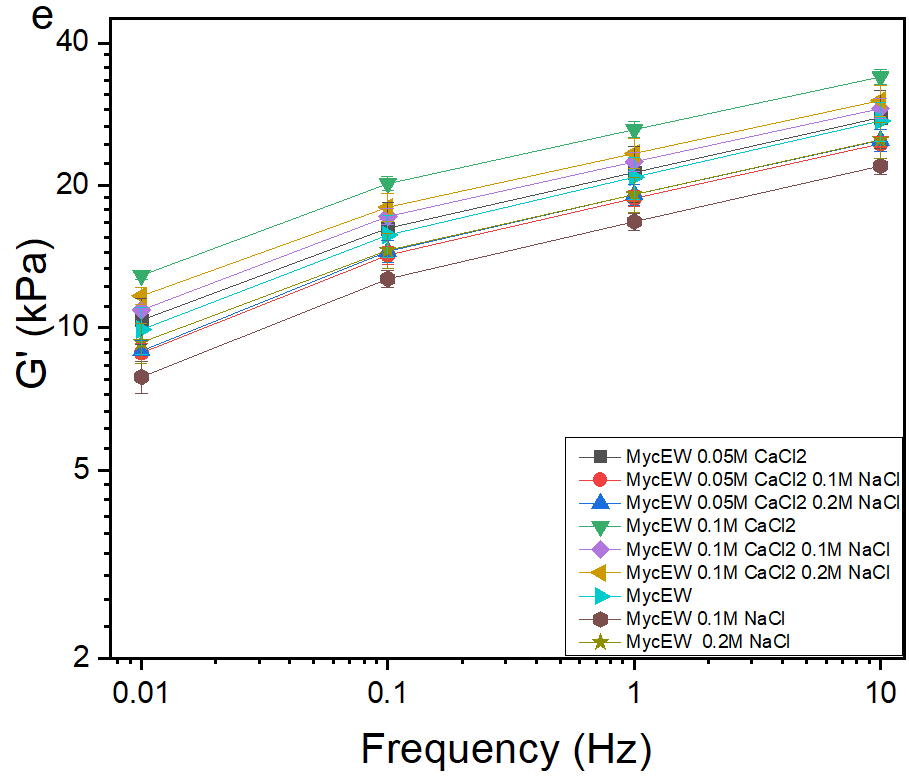 e
40
20
10
5
2
G' (kPa)
MycEW 0.05M CaCl2
MycEW 0.05M CaCl2 0.1M NaCl
MycEW 0.05M CaCl2 0.2M NaCl
MycEW 0.1M CaCl2
MycEW 0.1M CaCl2 0.1M NaCl
MycEW 0.1M CaCl2 0.2M NaCl
MycEW
MycEW 0.1M NaCl
MycEW  0.2M NaCl
0.01 0.1 1 10
Frequency (Hz)